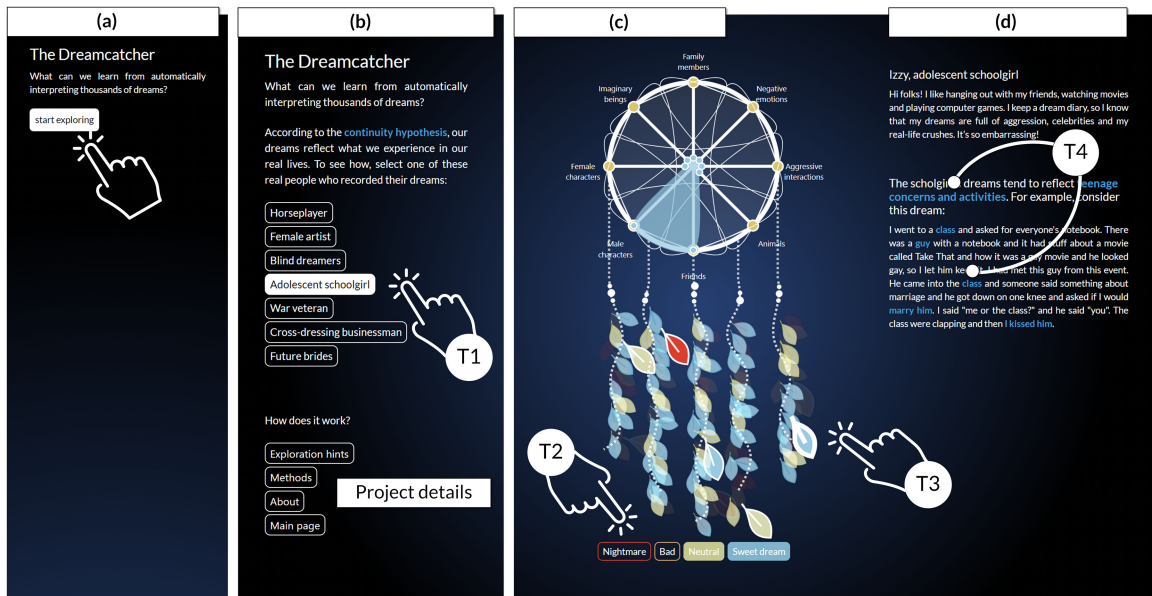 (a)
The Dreamcatcher
What can we learn from automatically
interpreting thousands of dreams?
start exploring
(b)
The Dreamcatcher
What can we learn from automatically
interpreting thousands of dreams?
According to the continuity hypothesis, our
dreams reflect what we experience in our
real lives. To see how, select one of these
real people who recorded their dreams:
Horseplayer
Female artist
Blind dreamers
Adolescent schoolgirl
War veteran
Cross-dressing businessman
Future brides
T1
How does it work?
Exploration hints
Methods
About
Main page
Project details
(c)
Family
members
Negative
emotions
Imaginary
beings
Female
characters
Aggressive
interactions
Male
characters
Animals
Friends
T2
T3
Nightmare
Bad
Neutral
Sweet dream
(d)
Izzy, adolescent schoolgirl
Hi folks! I like hanging out with my friends, watching movies
and playing computer games. I keep a dream diary, so I know
that my dreams are full of aggression, celebrities and my
real-life crushes. It's so embarrassing!
T4
The scholgirl dreams tend to reflect teenage
concerns and activities. For example, consider
this dream:
I went to a class and asked for everyone's notebook. There
was a guy with a notebook and it had stuff about a movie
called Take That and how it was a gay movie and he looked
gay, so I let him I had met this guy from this event.
He came into the class and someone said something about
marriage and he got down on one knee and asked if I would
marry him. I said "me or the class?" and he said "you". The
class were clapping and then I kissed him.